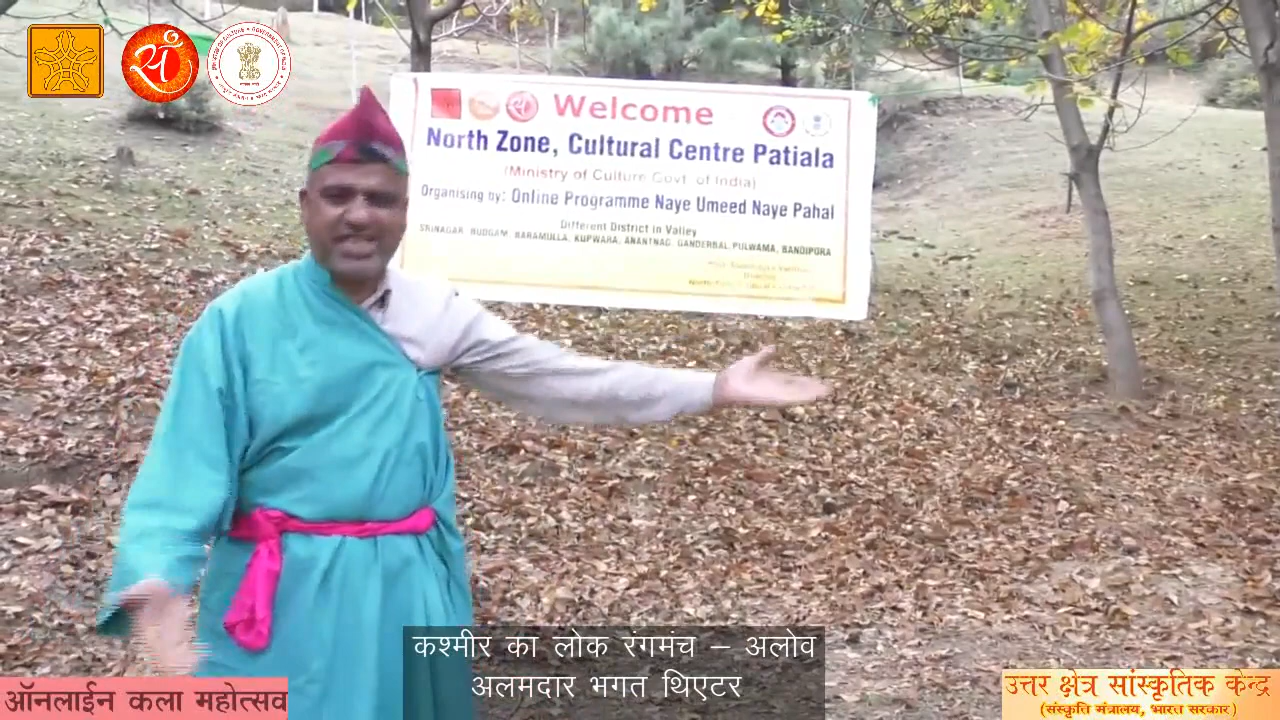 सं
Welcome
North Zone, Cultural Centre Patiala
(Ministry of Culture Govt. of India)
Organising by: Online Programme Naye Umeed Naye Pahal
Different District in Valley
SRINAGAR, BUDGAM, BARAMULLA, KUPWARA, ANANTNAG, GANDERBAL, PULWAMA, BANDIPORA
कश्मीर का लोक रंगमंच – अलोव
अलमदार भगत थिएटर
ऑनलाईन कला महोत्सव
उत्तर क्षेत्र सांस्कृतिक केन्द्र
(संस्कृति मंत्रालय, भारत सरकार)